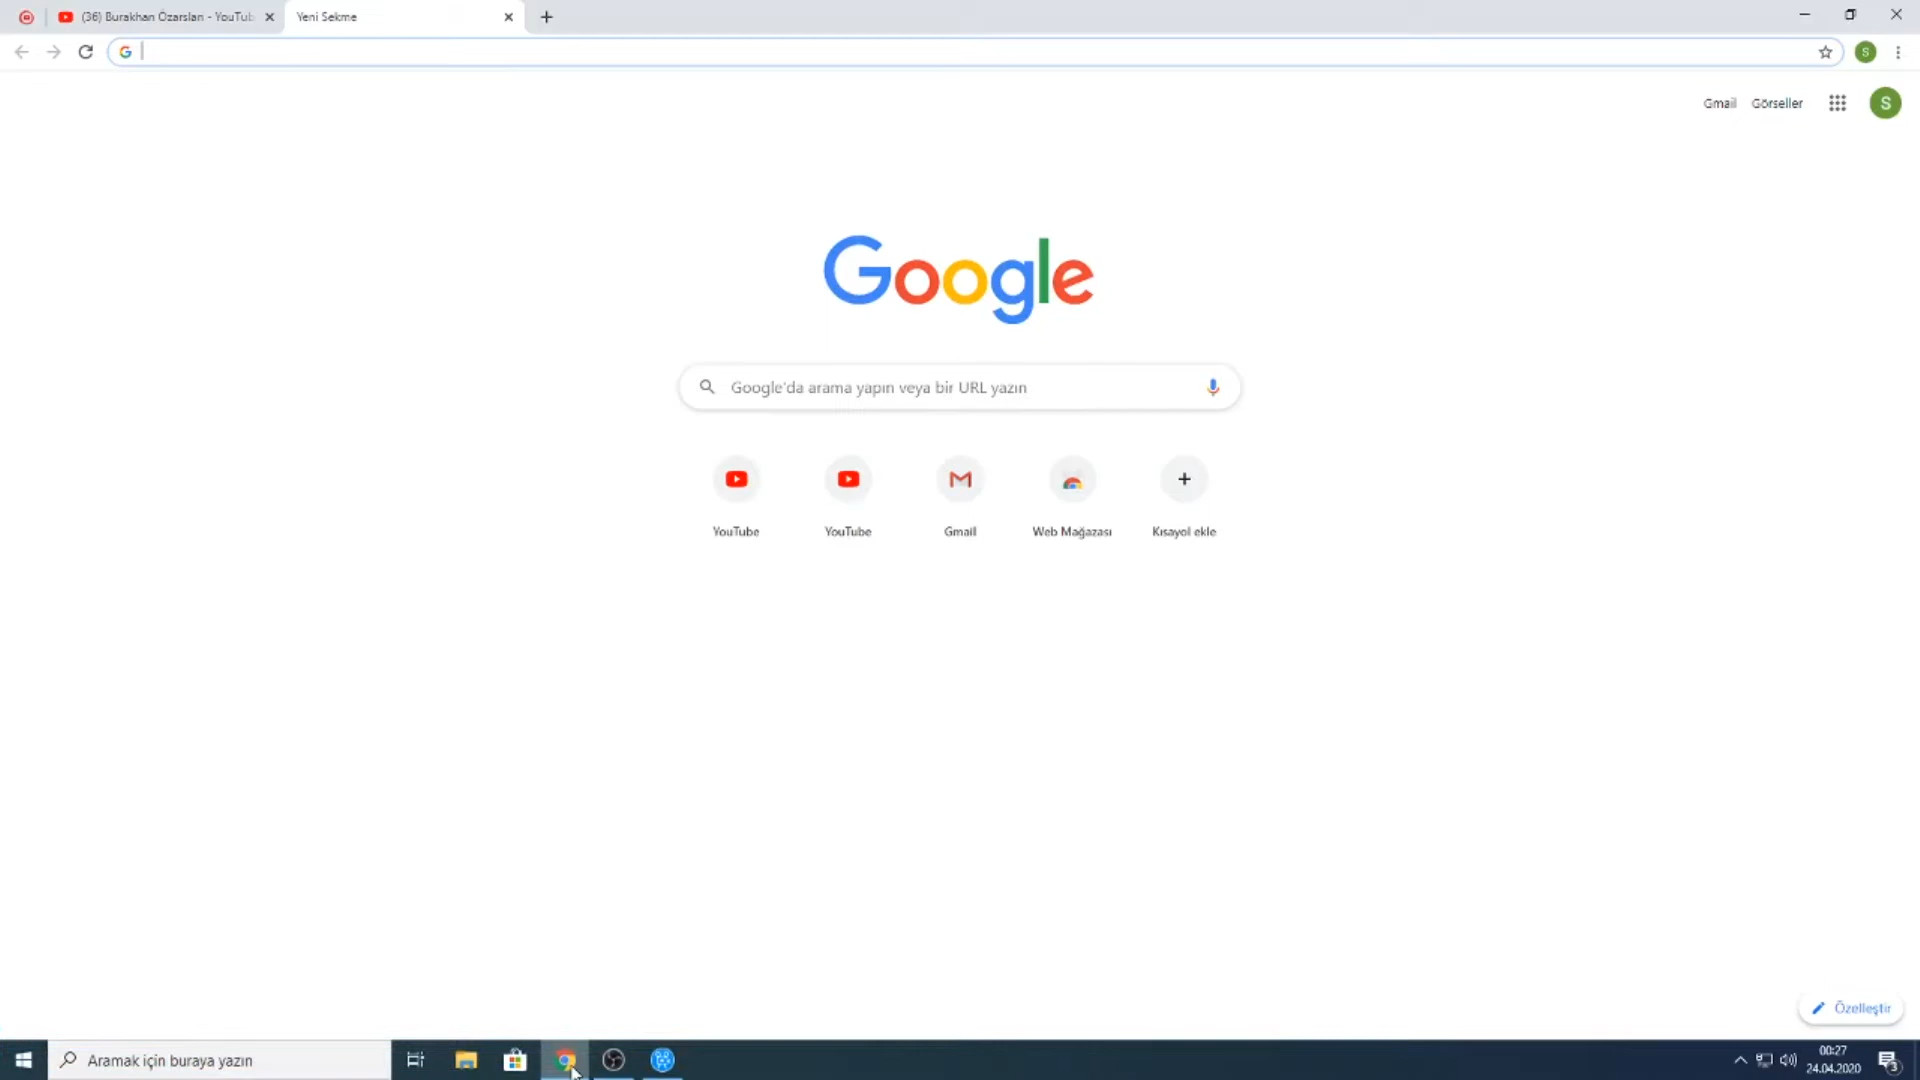 (36) Burakhan Özarslan - YouTub
Yeni Sekme
S
Gmail
Görseller
S
Google
Google'da arama yapın veya bir URL yazın
YouTube
YouTube
Gmail
Web Mağazası
Kısayol ekle
Özelleştir
Aramak için buraya yazın
00:27
24.04.2020
3